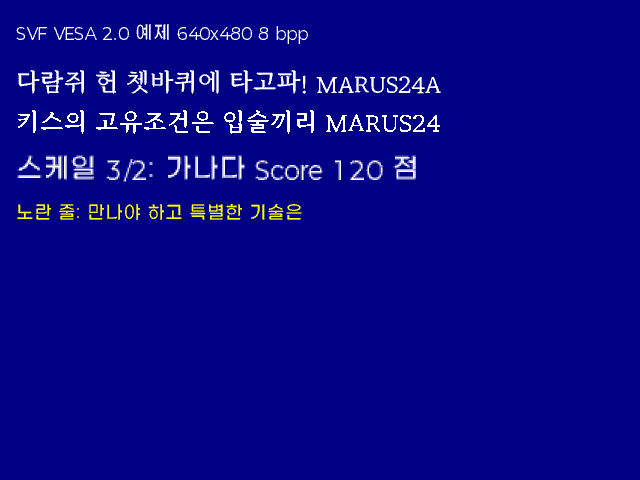 SVF VESA 2.0 예제 640x480 8 bpp
다람쥐 헌 쳇바퀴에 타고파! MARUS24A
키스의 고유조건은 입술끼리 MARUS24
스케일 3/2: 가나다 Score 120 점
노란 줄: 만나야 하고 특별한 기술은